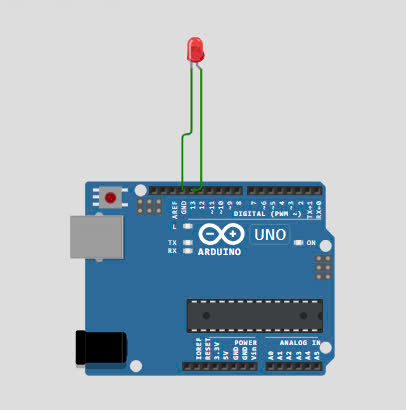 AREF
GND
13
12
~11
~10
~9
8
7
~6
~5
4
~3
2
TX→1
RX←0
DIGITAL (PWM ~)
L
TX
RX
UNO
ON
ARDUINO
IOREF
RESET
3.3V
5V
GND
GND
Vin
POWER
ANALOG IN
A0
A1
A2
A3
A4
A5